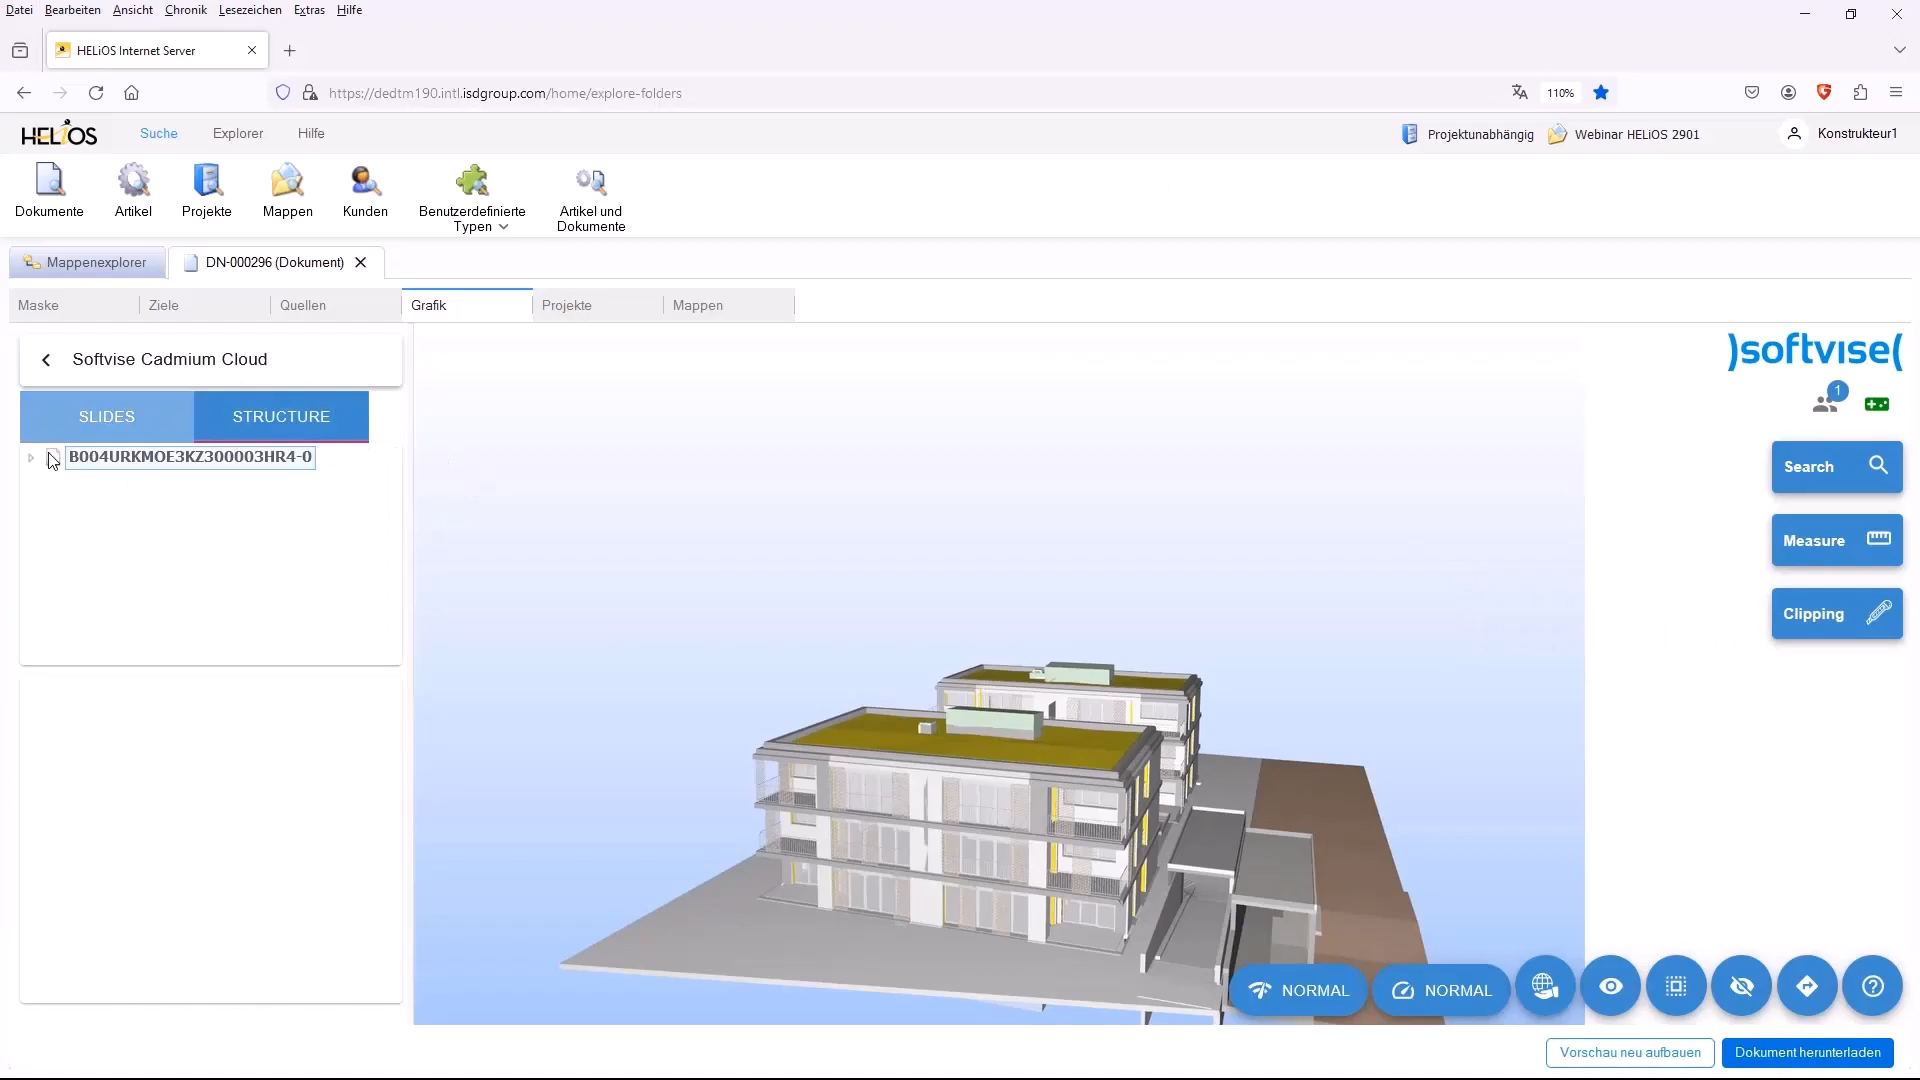 Datei Bearbeiten Ansicht Chronik Lesezeichen Extras Hilfe
HELiOS Internet Server
https://dedtm190.intl.isdgroup.com/home/explore-folders
110%
HELiOS Suche Explorer Hilfe
Projektunabhängig Webinar HELiOS 2901 Konstrukteur1
Dokumente Artikel Projekte Mappen Kunden Benutzerdefinierte Artikel und
Typen Dokumente
Mappenexplorer DN-000296 (Dokument)
Maske Ziele Quellen Grafik Projekte Mappen
Softvise Cadmium Cloud
)softvise(
1
SLIDES STRUCTURE
B004URKMOE3KZ300003HR4-0
Search
Measure
Clipping
NORMAL NORMAL
Vorschau neu aufbauen Dokument herunterladen